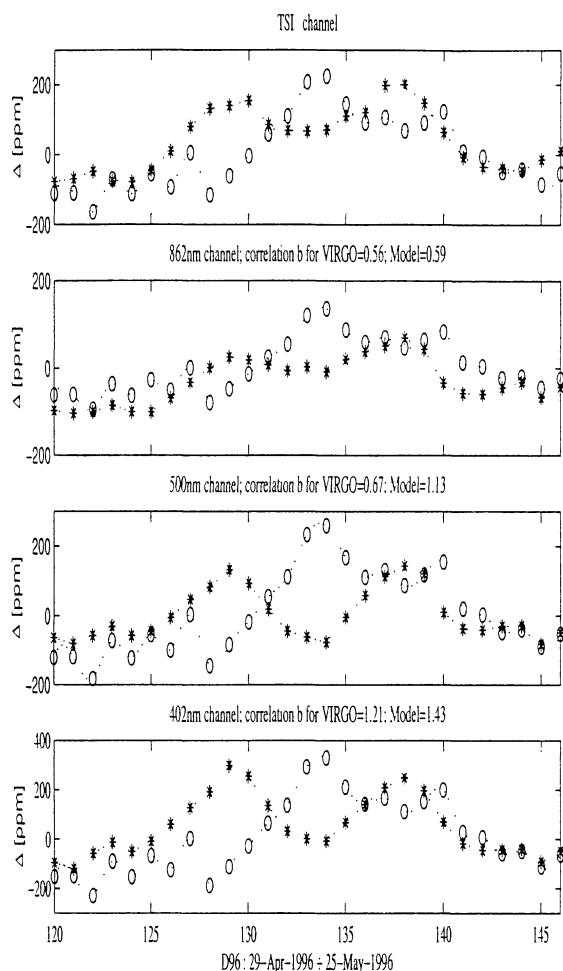 TSI channel
200
0
-200
Δ [ppm]
862nm channel; correlation b for VIRGO=0.56; Model=0.59
200
0
-200
Δ [ppm]
500nm channel; correlation b for VIRGO=0.67; Model=1.13
200
0
-200
Δ [ppm]
402nm channel; correlation b for VIRGO=1.21; Model=1.43
400
200
0
-200
Δ [ppm]
120 125 130 135 140 145
D96 : 29-Apr-1996 ÷ 25-May-1996